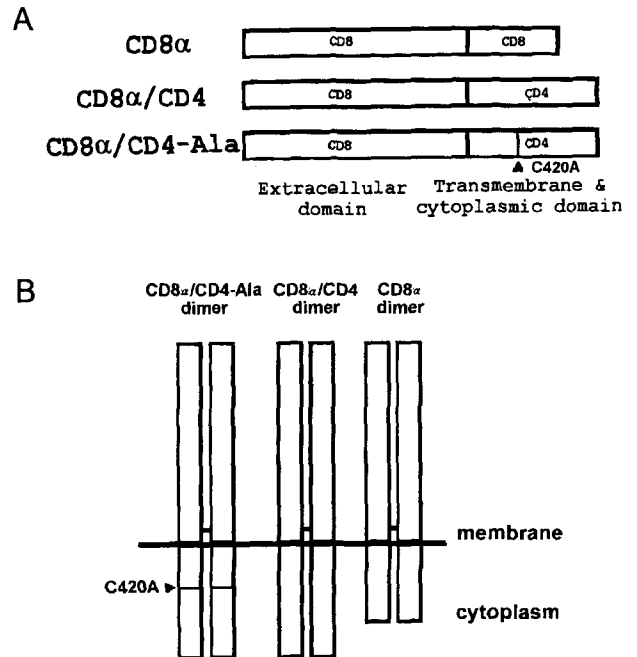 A
CD8α
CD8 CD8
CD8α/CD4
CD8 CD4
CD8α/CD4-Ala
CD8 CD4
▲ C420A
Extracellular domain
Transmembrane & cytoplasmic domain
B
CD8α/CD4-Ala dimer
CD8α/CD4 dimer
CD8α dimer
membrane
C420A
cytoplasm